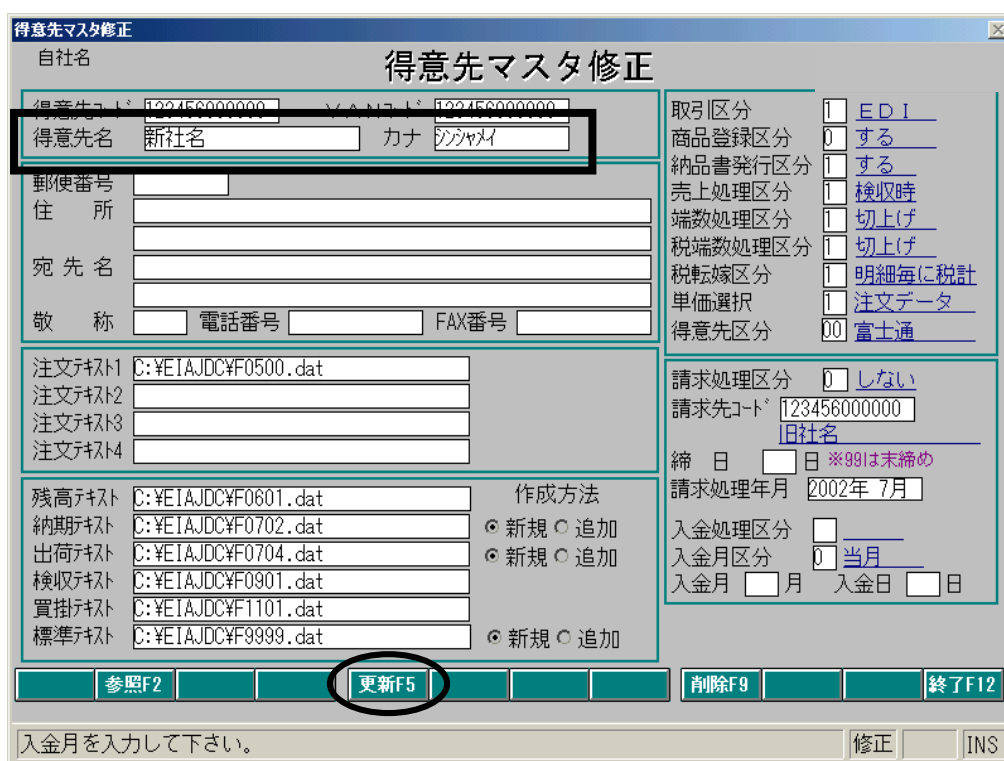 得意先マスタ修正
自社名
得意先マスタ修正
得意先ｺｰﾄﾞ 123456000000 ＶＡＮｺｰﾄﾞ 123456000000
得意先名 新社名 カナ ｼﾝｼｬﾒｲ
郵便番号
住 所
宛 先 名
敬 称 電話番号 FAX番号
注文ﾃｷｽﾄ1 C:¥EIAJDC¥F0500.dat
注文ﾃｷｽﾄ2
注文ﾃｷｽﾄ3
注文ﾃｷｽﾄ4
残高ﾃｷｽﾄ C:¥EIAJDC¥F0601.dat 作成方法
納期ﾃｷｽﾄ C:¥EIAJDC¥F0702.dat 新規 追加
出荷ﾃｷｽﾄ C:¥EIAJDC¥F0704.dat 新規 追加
検収ﾃｷｽﾄ C:¥EIAJDC¥F0901.dat
買掛ﾃｷｽﾄ C:¥EIAJDC¥F1101.dat
標準ﾃｷｽﾄ C:¥EIAJDC¥F9999.dat 新規 追加
取引区分 1 ＥＤＩ
商品登録区分 0 する
納品書発行区分 1 する
売上処理区分 1 検収時
端数処理区分 1 切上げ
税端数処理区分 1 切上げ
税転嫁区分 1 明細毎に税計
単価選択 1 注文データ
得意先区分 00 富士通
請求処理区分 0 しない
請求先ｺｰﾄﾞ 123456000000
旧社名
締 日 日 ※99は末締め
請求処理年月 2002年 7月
入金処理区分
入金月区分 0 当月
入金月 月 入金日 日
参照F2 更新F5 削除F9 終了F12
入金月を入力して下さい。 修正 INS